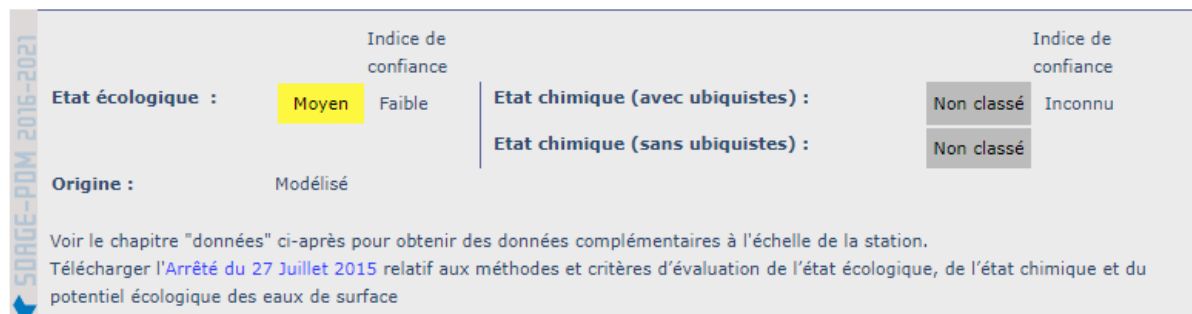 SDAGE-PDM 2016-2021
Indice de
confiance
Indice de
confiance
Etat écologique : Moyen Faible Etat chimique (avec ubiquistes) : Non classé Inconnu
Etat chimique (sans ubiquistes) : Non classé
Origine : Modélisé
Voir le chapitre "données" ci-après pour obtenir des données complémentaires à l'échelle de la station.
Télécharger l'Arrêté du 27 Juillet 2015 relatif aux méthodes et critères d’évaluation de l’état écologique, de l’état chimique et du
potentiel écologique des eaux de surface